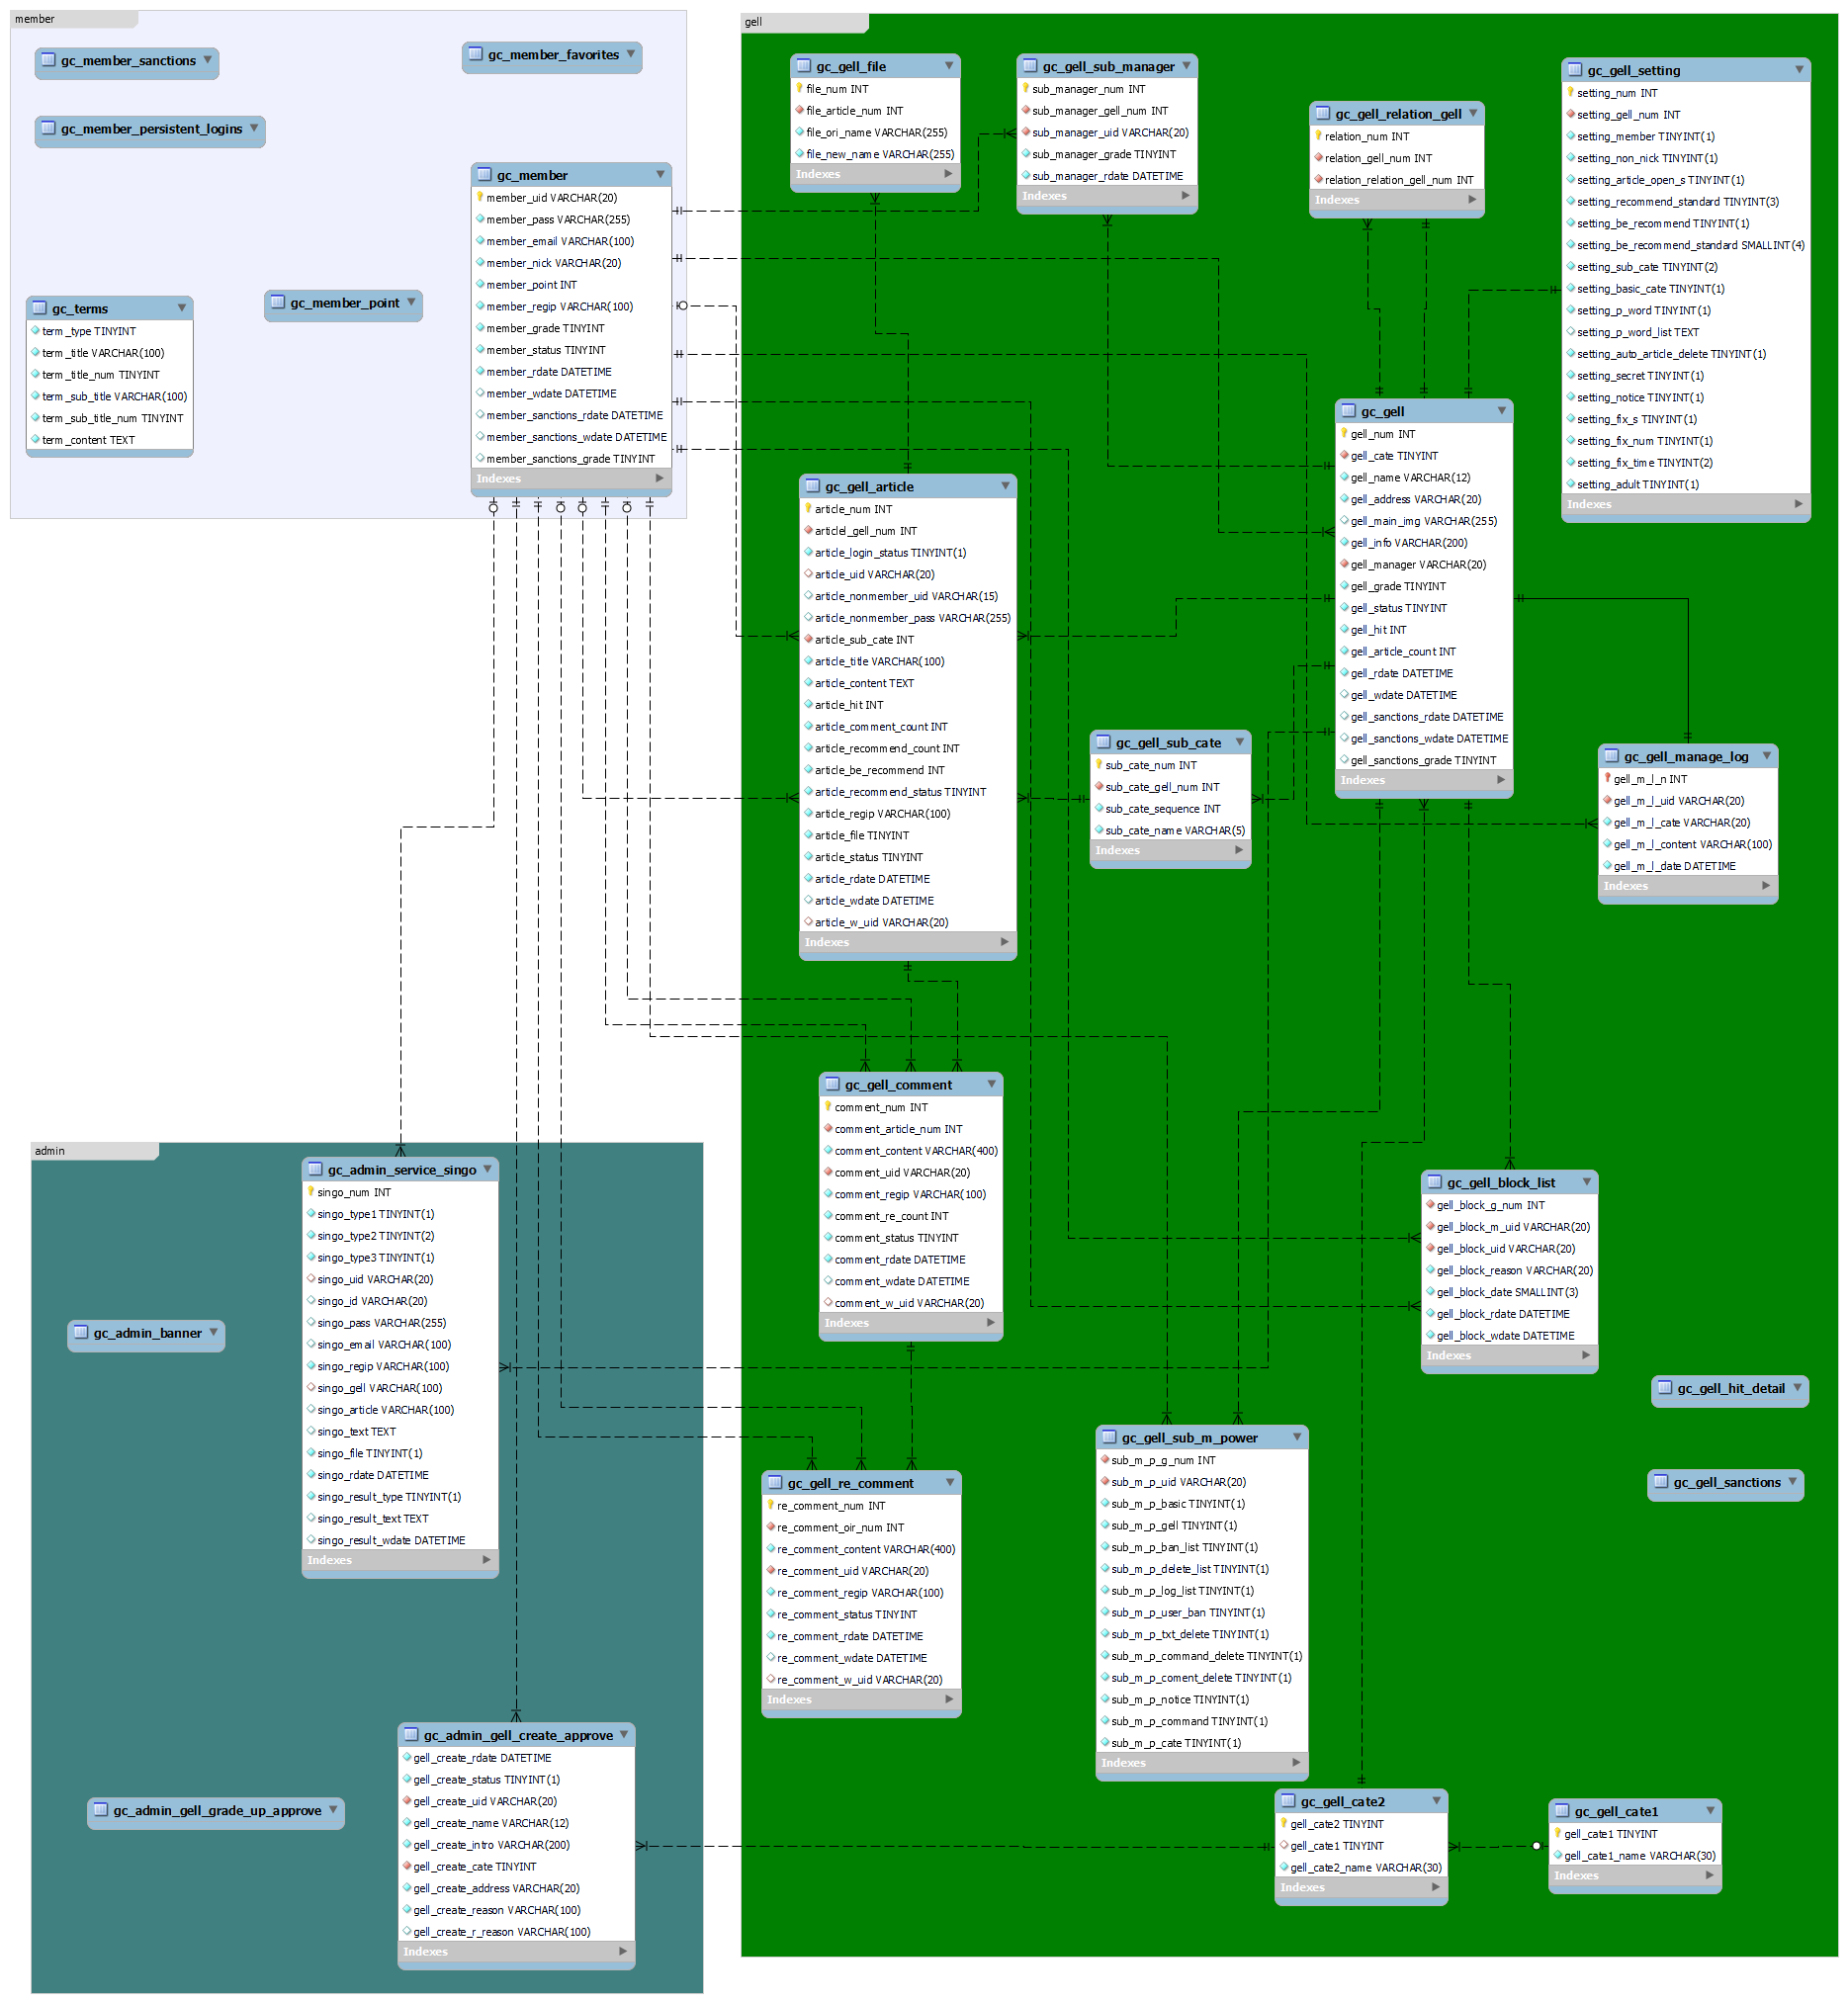 member
gc_member_sanctions
gc_member_favorites
gc_member_persistent_logins
gc_member
member_uid VARCHAR(20)
member_pass VARCHAR(255)
member_email VARCHAR(100)
member_nick VARCHAR(20)
member_point INT
member_regip VARCHAR(100)
member_grade TINYINT
member_status TINYINT
member_rdate DATETIME
member_wdate DATETIME
member_sanctions_rdate DATETIME
member_sanctions_wdate DATETIME
member_sanctions_grade TINYINT
Indexes
gc_terms
term_type TINYINT
term_title VARCHAR(100)
term_title_num TINYINT
term_sub_title VARCHAR(100)
term_sub_title_num TINYINT
term_content TEXT
gc_member_point
gell
gc_gell_file
file_num INT
file_article_num INT
file_ori_name VARCHAR(255)
file_new_name VARCHAR(255)
Indexes
gc_gell_sub_manager
sub_manager_num INT
sub_manager_gell_num INT
sub_manager_uid VARCHAR(20)
sub_manager_grade TINYINT
sub_manager_rdate DATETIME
Indexes
gc_gell_relation_gell
relation_num INT
relation_gell_num INT
relation_relation_gell_num INT
Indexes
gc_gell_setting
setting_num INT
setting_gell_num INT
setting_member TINYINT(1)
setting_non_nick TINYINT(1)
setting_article_open_s TINYINT(1)
setting_recommend_standard TINYINT(3)
setting_be_recommend TINYINT(1)
setting_be_recommend_standard SMALLINT(4)
setting_sub_cate TINYINT(2)
setting_basic_cate TINYINT(1)
setting_p_word TINYINT(1)
setting_p_word_list TEXT
setting_auto_article_delete TINYINT(1)
setting_secret TINYINT(1)
setting_notice TINYINT(1)
setting_fix_s TINYINT(1)
setting_fix_num TINYINT(1)
setting_fix_time TINYINT(2)
setting_adult TINYINT(1)
Indexes
gc_gell
gell_num INT
gell_cate TINYINT
gell_name VARCHAR(12)
gell_address VARCHAR(20)
gell_main_img VARCHAR(255)
gell_info VARCHAR(200)
gell_manager VARCHAR(20)
gell_grade TINYINT
gell_status TINYINT
gell_hit INT
gell_article_count INT
gell_rdate DATETIME
gell_wdate DATETIME
gell_sanctions_rdate DATETIME
gell_sanctions_wdate DATETIME
gell_sanctions_grade TINYINT
Indexes
gc_gell_article
article_num INT
articlel_gell_num INT
article_login_status TINYINT(1)
article_uid VARCHAR(20)
article_nonmember_uid VARCHAR(15)
article_nonmember_pass VARCHAR(255)
article_sub_cate INT
article_title VARCHAR(100)
article_content TEXT
article_hit INT
article_comment_count INT
article_recommend_count INT
article_be_recommend INT
article_recommend_status TINYINT
article_regip VARCHAR(100)
article_file TINYINT
article_status TINYINT
article_rdate DATETIME
article_wdate DATETIME
article_w_uid VARCHAR(20)
Indexes
gc_gell_sub_cate
sub_cate_num INT
sub_cate_gell_num INT
sub_cate_sequence INT
sub_cate_name VARCHAR(5)
Indexes
gc_gell_manage_log
gell_m_l_n INT
gell_m_l_uid VARCHAR(20)
gell_m_l_cate VARCHAR(20)
gell_m_l_content VARCHAR(100)
gell_m_l_date DATETIME
Indexes
gc_gell_comment
comment_num INT
comment_article_num INT
comment_content VARCHAR(400)
comment_uid VARCHAR(20)
comment_regip VARCHAR(100)
comment_re_count INT
comment_status TINYINT
comment_rdate DATETIME
comment_wdate DATETIME
comment_w_uid VARCHAR(20)
Indexes
gc_gell_block_list
gell_block_g_num INT
gell_block_m_uid VARCHAR(20)
gell_block_uid VARCHAR(20)
gell_block_reason VARCHAR(20)
gell_block_date SMALLINT(3)
gell_block_rdate DATETIME
gell_block_wdate DATETIME
Indexes
gc_gell_hit_detail
gc_gell_sanctions
gc_gell_re_comment
re_comment_num INT
re_comment_oir_num INT
re_comment_content VARCHAR(400)
re_comment_uid VARCHAR(20)
re_comment_regip VARCHAR(100)
re_comment_status TINYINT
re_comment_rdate DATETIME
re_comment_wdate DATETIME
re_comment_w_uid VARCHAR(20)
Indexes
gc_gell_sub_m_power
sub_m_p_g_num INT
sub_m_p_uid VARCHAR(20)
sub_m_p_basic TINYINT(1)
sub_m_p_gell TINYINT(1)
sub_m_p_ban_list TINYINT(1)
sub_m_p_delete_list TINYINT(1)
sub_m_p_log_list TINYINT(1)
sub_m_p_user_ban TINYINT(1)
sub_m_p_txt_delete TINYINT(1)
sub_m_p_command_delete TINYINT(1)
sub_m_p_coment_delete TINYINT(1)
sub_m_p_notice TINYINT(1)
sub_m_p_command TINYINT(1)
sub_m_p_cate TINYINT(1)
Indexes
gc_gell_cate2
gell_cate2 TINYINT
gell_cate1 TINYINT
gell_cate2_name VARCHAR(30)
Indexes
gc_gell_cate1
gell_cate1 TINYINT
gell_cate1_name VARCHAR(30)
Indexes
admin
gc_admin_service_singo
singo_num INT
singo_type1 TINYINT(1)
singo_type2 TINYINT(2)
singo_type3 TINYINT(1)
singo_uid VARCHAR(20)
singo_id VARCHAR(20)
singo_pass VARCHAR(255)
singo_email VARCHAR(100)
singo_regip VARCHAR(100)
singo_gell VARCHAR(100)
singo_article VARCHAR(100)
singo_text TEXT
singo_file TINYINT(1)
singo_rdate DATETIME
singo_result_type TINYINT(1)
singo_result_text TEXT
singo_result_wdate DATETIME
Indexes
gc_admin_banner
gc_admin_gell_create_approve
gell_create_rdate DATETIME
gell_create_status TINYINT(1)
gell_create_uid VARCHAR(20)
gell_create_name VARCHAR(12)
gell_create_intro VARCHAR(200)
gell_create_cate TINYINT
gell_create_address VARCHAR(20)
gell_create_reason VARCHAR(100)
gell_create_r_reason VARCHAR(100)
Indexes
gc_admin_gell_grade_up_approve